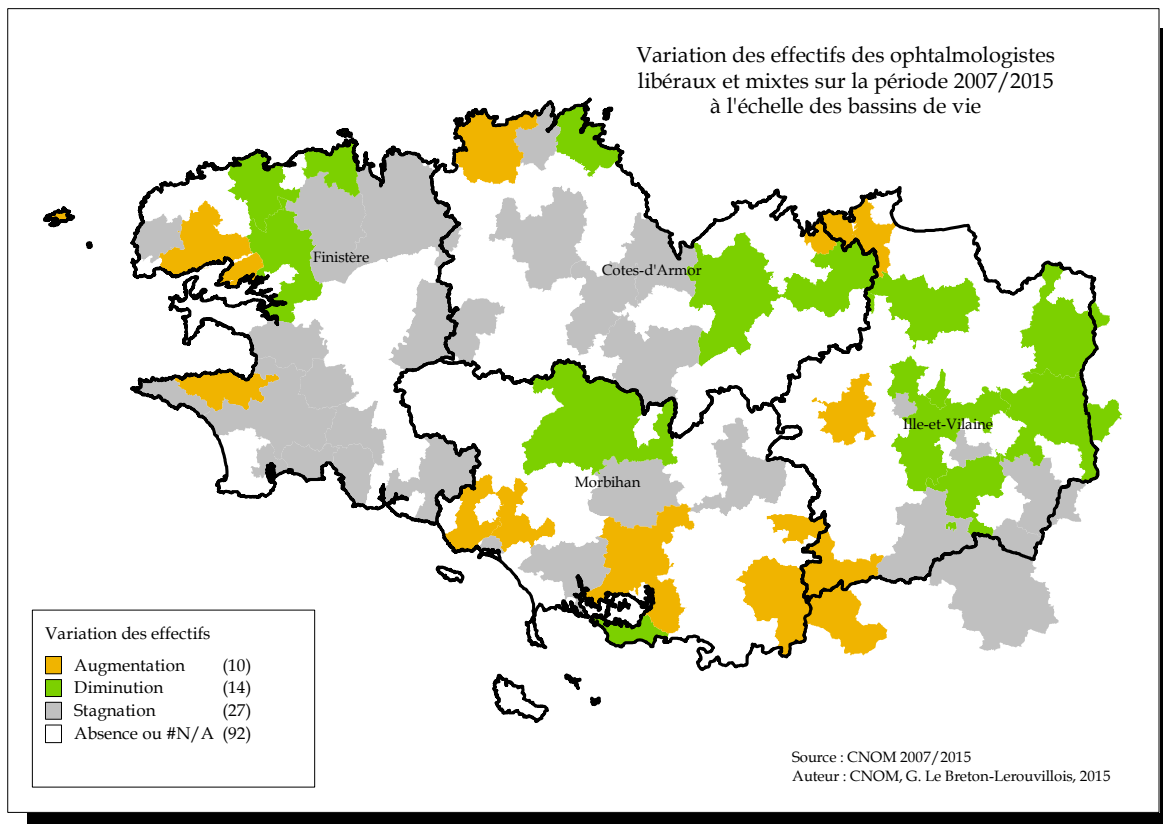 Variation des effectifs des ophtalmologistes
libéraux et mixtes sur la période 2007/2015
à l'échelle des bassins de vie
Finistère
Cotes-d'Armor
Ille-et-Vilaine
Morbihan
Variation des effectifs
Augmentation (10)
Diminution (14)
Stagnation (27)
Absence ou #N/A (92)
Source : CNOM 2007/2015
Auteur : CNOM, G. Le Breton-Lerouvillois, 2015